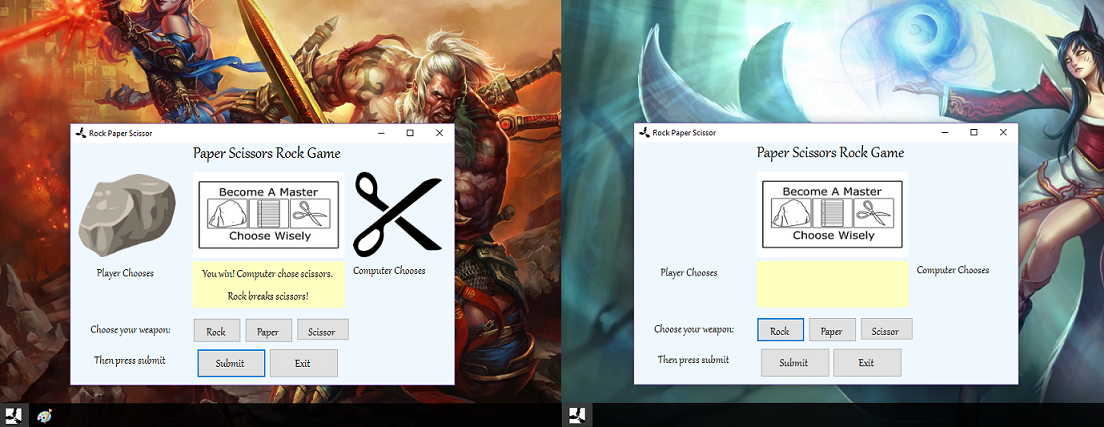 Rock Paper Scissor
Paper Scissors Rock Game
Become A Master
Choose Wisely
Player Chooses
You win! Computer chose scissors.
Rock breaks scissors!
Computer Chooses
Choose your weapon:
Rock
Paper
Scissor
Then press submit
Submit
Exit
Rock Paper Scissor
Paper Scissors Rock Game
Become A Master
Choose Wisely
Player Chooses
Computer Chooses
Choose your weapon:
Rock
Paper
Scissor
Then press submit
Submit
Exit